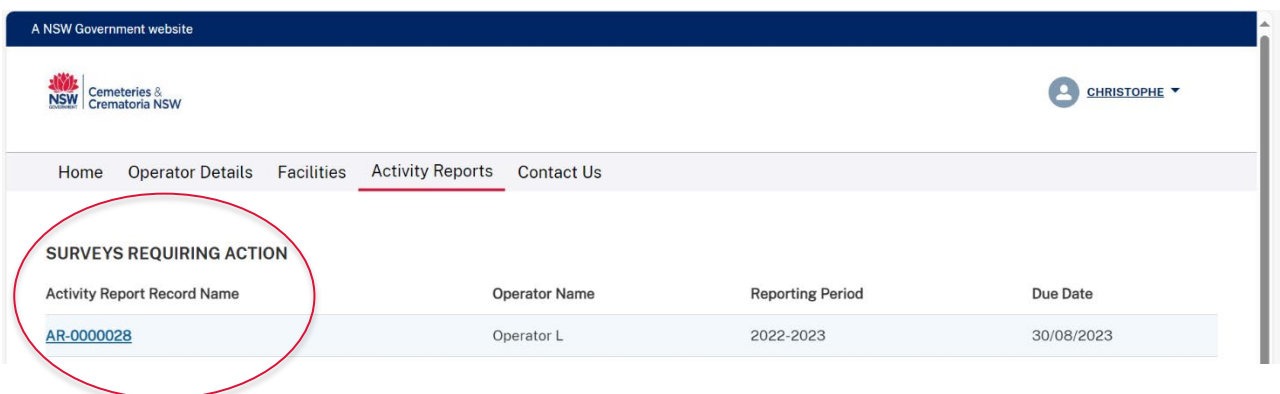 A NSW Government website
NSW
GOVERNMENT
Cemeteries &
Crematoria NSW
CHRISTOPHE
Home Operator Details Facilities Activity Reports Contact Us
SURVEYS REQUIRING ACTION
Activity Report Record Name Operator Name Reporting Period Due Date
AR-0000028 Operator L 2022-2023 30/08/2023